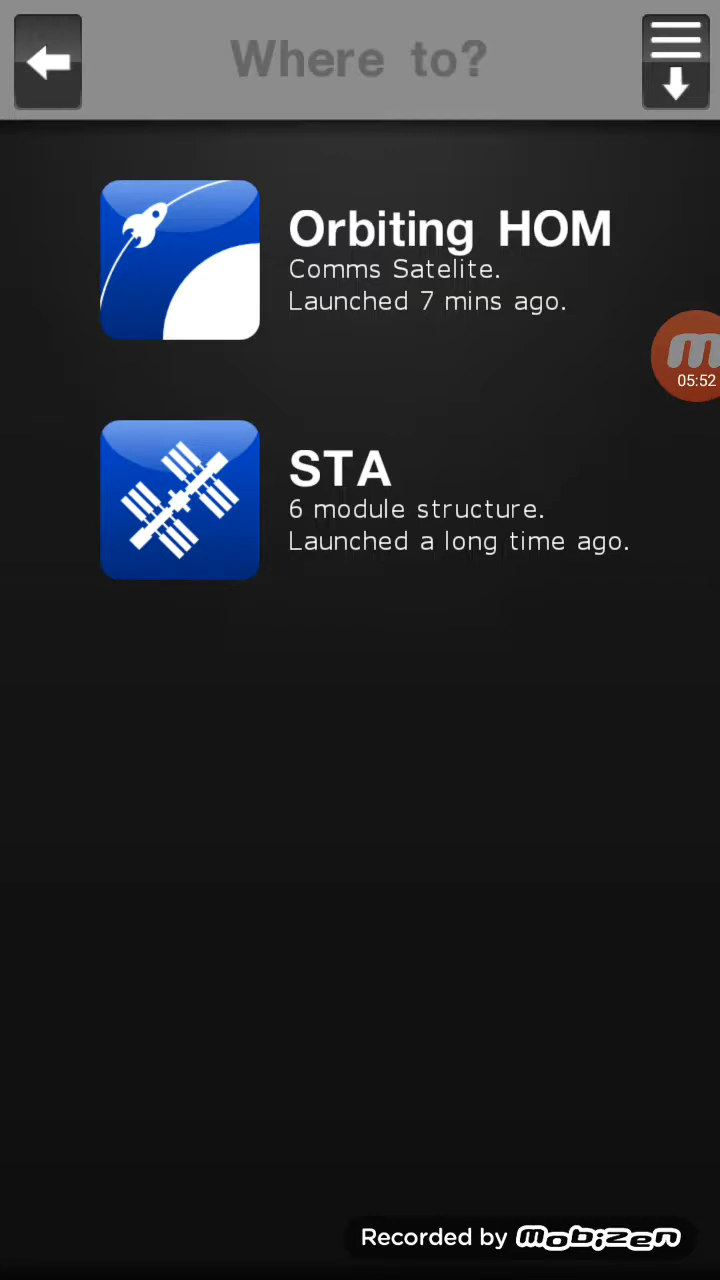 Where to?
Orbiting HOM
Comms Satelite.
Launched 7 mins ago.
m
05:52
STA
6 module structure.
Launched a long time ago.
Recorded by mobizen